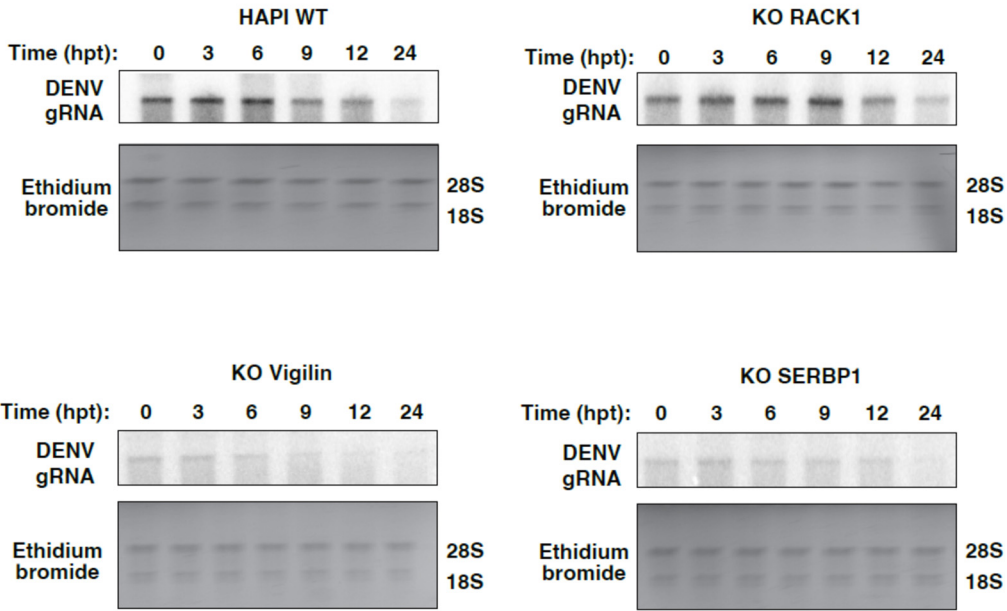 HAPI WT
Time (hpt): 0 3 6 9 12 24
DENV
gRNA
Ethidium
bromide
28S
18S
KO RACK1
Time (hpt): 0 3 6 9 12 24
DENV
gRNA
Ethidium
bromide
28S
18S
KO Vigilin
Time (hpt): 0 3 6 9 12 24
DENV
gRNA
Ethidium
bromide
28S
18S
KO SERBP1
Time (hpt): 0 3 6 9 12 24
DENV
gRNA
Ethidium
bromide
28S
18S